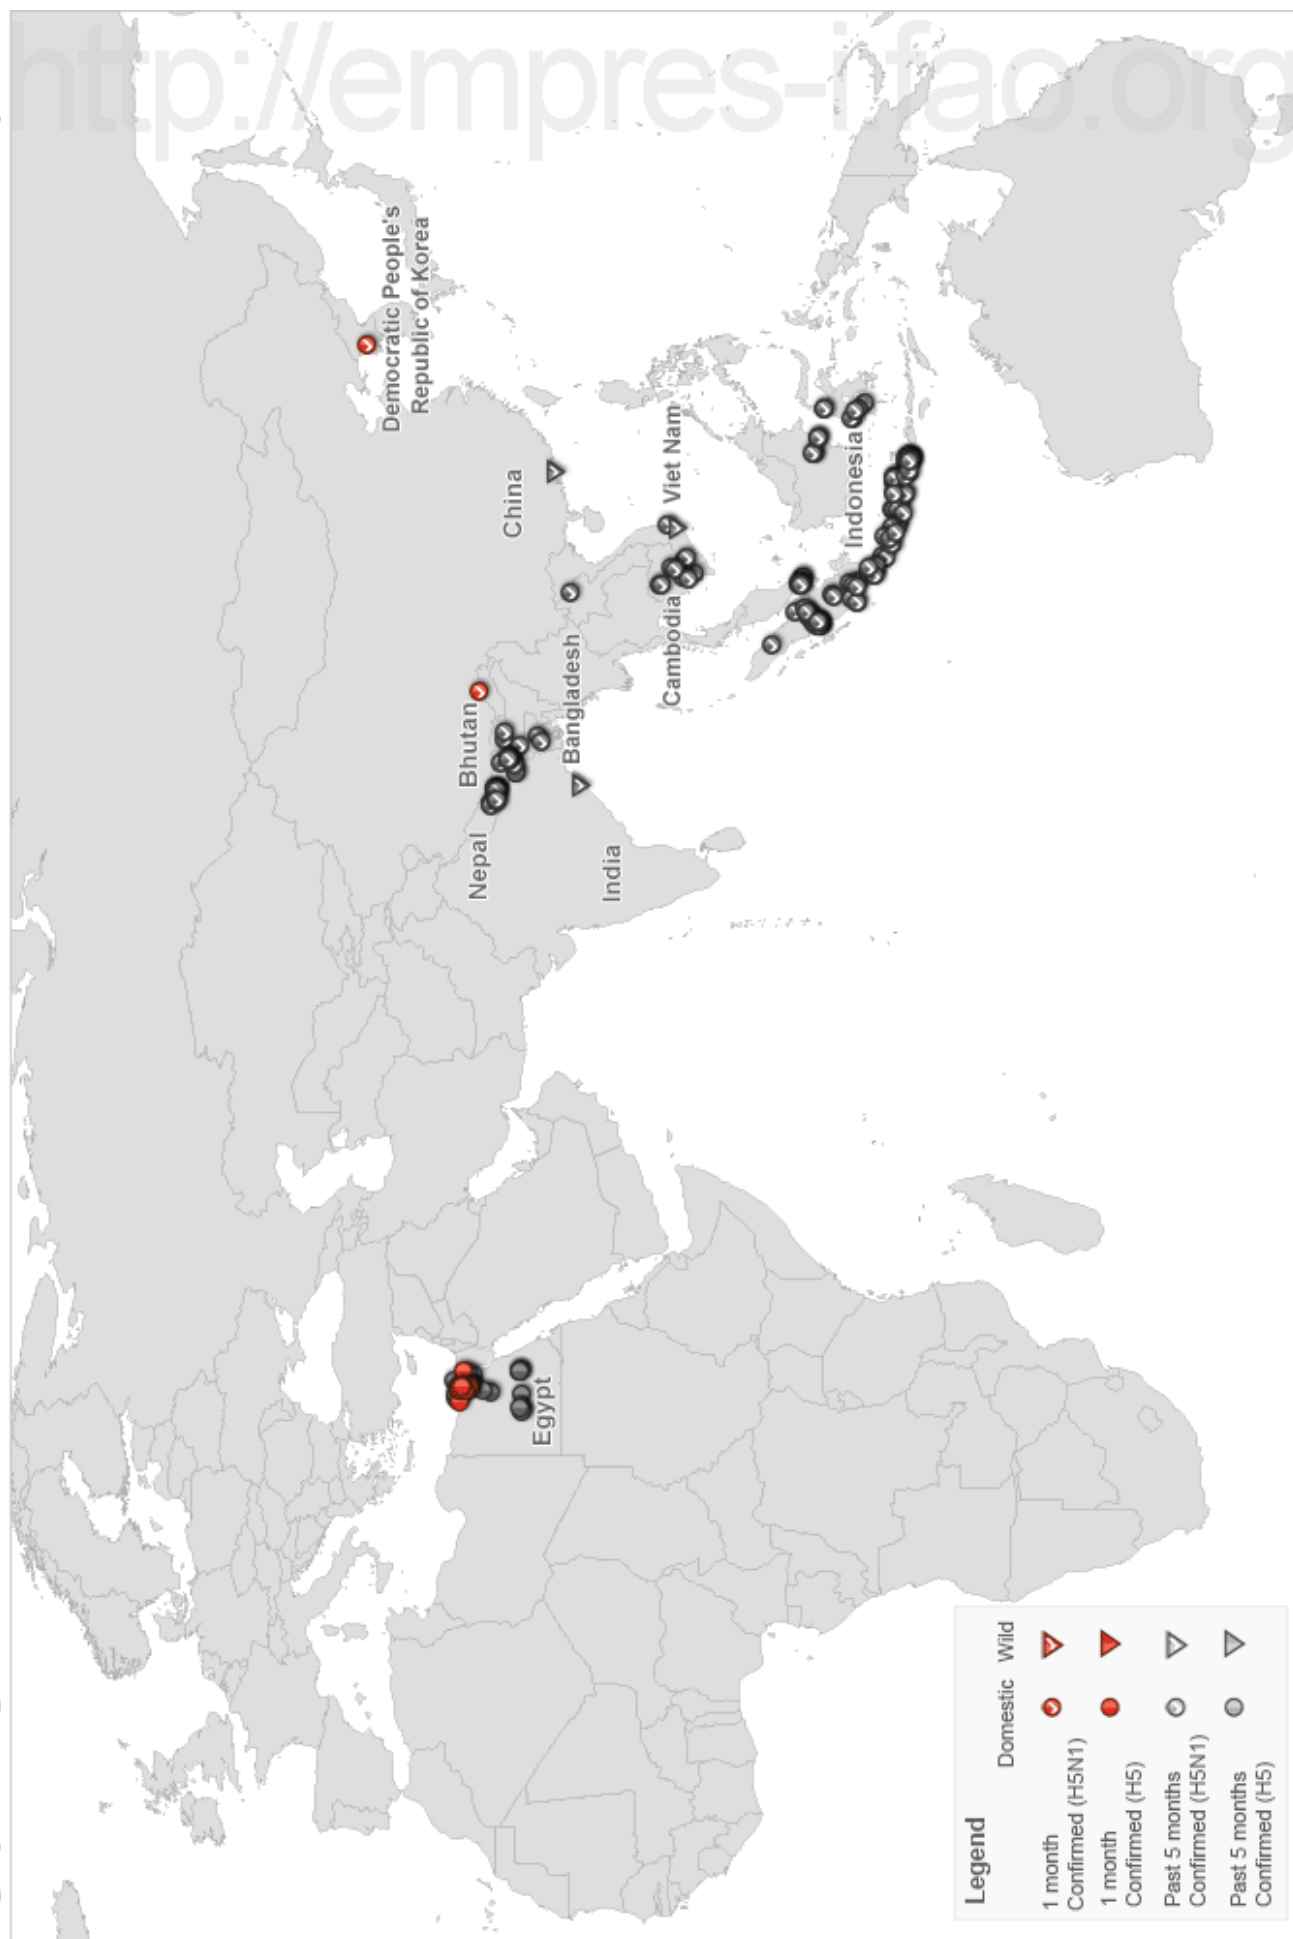 http://empres-i.fao.org
Democratic People's
Republic of Korea
China
Viet Nam
Cambodia
Bangladesh
Bhutan
Nepal
India
Indonesia
Egypt
Legend
Domestic Wild
1 month
Confirmed (H5N1)
1 month
Confirmed (H5)
Past 5 months
Confirmed (H5N1)
Past 5 months
Confirmed (H5)